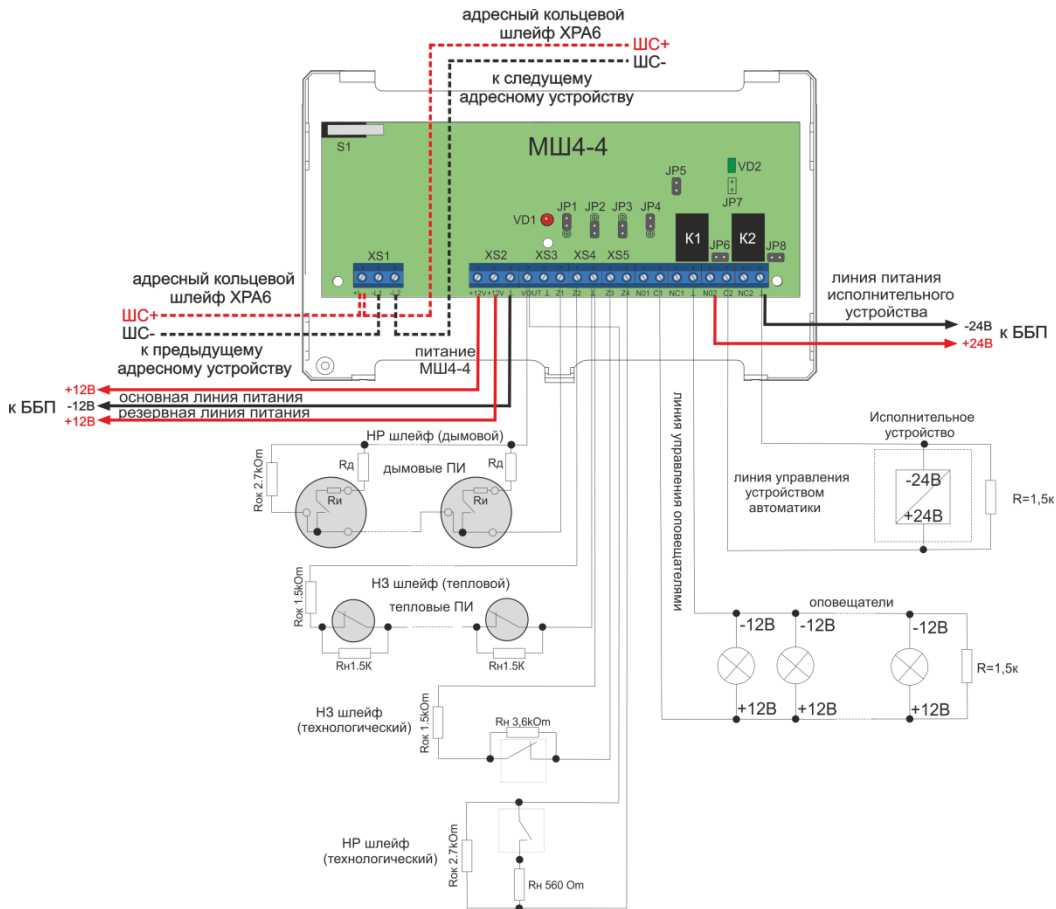 адресный кольцевой
шлейф ХРА6
ШС+
ШС-
к следущему
адресному устройству
S1
МШ4-4
VD2
JP5
JP7
JP1
JP2
JP3
JP4
VD1
K1
K2
JP6
JP8
XS1
XS2
XS3
XS4
XS5
+L
-L1
-L2
+12V
+12V
⊥
VOUT
⊥
Z1
Z2
⊥
Z3
Z4
N01
C1
NC1
⊥
N02
C2
NC2
⊥
адресный кольцевой
шлейф ХРА6
ШС+
ШС-
к предыдущему
адресному устройству
питание
МШ4-4
линия питания
исполнительного
устройства
-24В
+24В
к ББП
+12В
-12В
+12В
к ББП
основная линия питания
резервная линия питания
НР шлейф (дымовой)
Rок 2.7kOm
Rд
дымовые ПИ
Rд
Rи
Rи
НЗ шлейф (тепловой)
Rок 1.5kOm
тепловые ПИ
Rн1.5К
Rн1.5К
НЗ шлейф
(технологический)
Rок 1.5kOm
Rн 3,6kOm
НР шлейф
(технологический)
Rок 2.7kOm
Rн 560 Om
линия управления оповещателями
Исполнительное
устройство
линия управления
устройством
автоматики
-24В
+24В
R=1,5к
оповещатели
-12В
-12В
-12В
+12В
+12В
+12В
R=1,5к